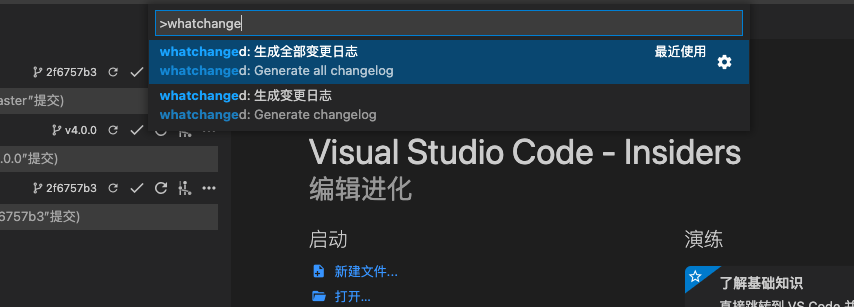 >whatchange
whatchanged: 生成全部变更日志 最近使用
whatchanged: Generate all changelog
whatchanged: 生成变更日志
whatchanged: Generate changelog
2f6757b3
aster”提交)
v4.0.0
.0.0”提交)
2f6757b3
f6757b3”提交)
Visual Studio Code - Insiders
编辑进化
启动
新建文件...
打开...
演练
了解基础知识
直接跳转到 VS Code 并